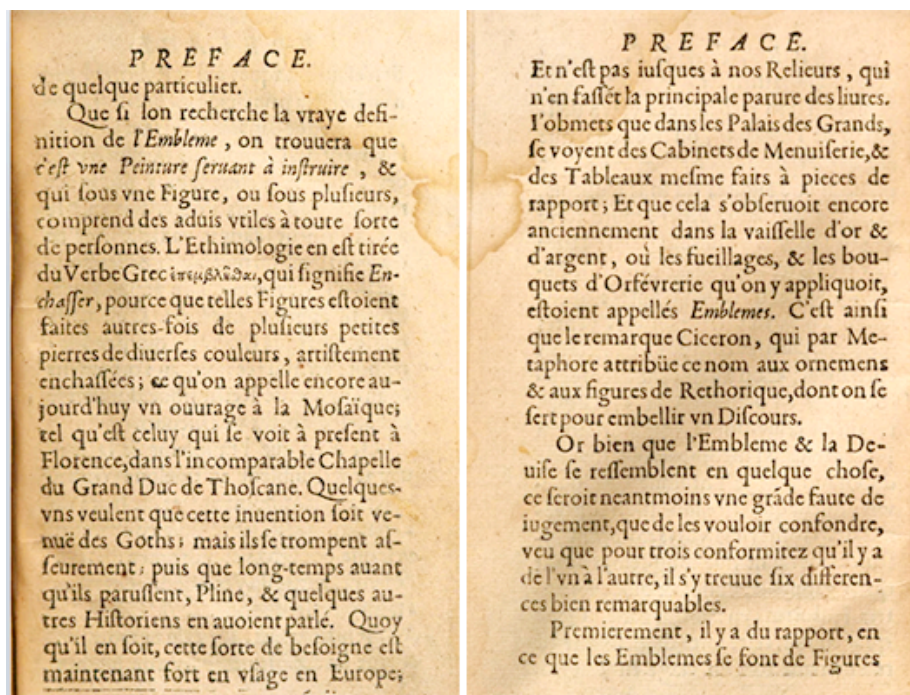 PREFACE.
de quelque particulier.
Que ſi lon recherche la vraye defi-
nition de l'Embleme, on trouuera que
c'eſt vne Peinture ſeruant à inſtruire, &
qui ſous vne Figure, ou ſous pluſieurs,
comprend des aduis vtiles à toute ſorte
de perſonnes. L'Ethimologie en eſt tirée
du Verbe Grec, qui ſignifie En-
chaſſer, pource que telles Figures eſtoient
faites autres-fois de pluſieurs petites
pierres de diuerſes couleurs, artiſtement
enchaſſées; ce qu'on appelle encore au-
jourd'huy vn ouurage à la Moſaïque;
tel qu'eſt celuy qui ſe voit à preſent à
Florence, dans l'incomparable Chapelle
du Grand Duc de Thoſcane. Quelques-
vns veulent que cette inuention ſoit ve-
nuë des Goths; mais ils ſe trompent aſ-
ſeurement; puis que long-temps auant
qu'ils paruſſent, Pline, & quelques au-
tres Hiſtoriens en auoient parlé. Quoy
qu'il en ſoit, cette ſorte de beſoigne eſt
maintenant fort en vſage en Europe;
PREFACE.
Et n'eſt pas iuſques à nos Relieurs, qui
n'en faſſẽt la principale parure des liures.
I'obmets que dans les Palais des Grands,
ſe voyent des Cabinets de Menuiſerie, &
des Tableaux meſme faits à pieces de
rapport; Et que cela s'obſeruoit encore
anciennement dans la vaiſſelle d'or &
d'argent, où les fueillages, & les bou-
quets d'Orfévrerie qu'on y appliquoit,
eſtoient appellés Emblemes. C'eſt ainſi
que le remarque Ciceron, qui par Me-
taphore attribüe ce nom aux ornemens
& aux figures de Rethorique, dont on ſe
ſert pour embellir vn Diſcours.
Or bien que l'Embleme & la De-
uiſe ſe reſſemblent en quelque choſe,
ce ſeroit neantmoins vne grãde faute de
iugement, que de les vouloir confondre,
veu que pour trois conformitez qu'il y a
de l'vn à l'autre, il s'y treuue ſix differen-
ces bien remarquables.
Premierement, il y a du rapport, en
ce que les Emblemes ſe font de Figures